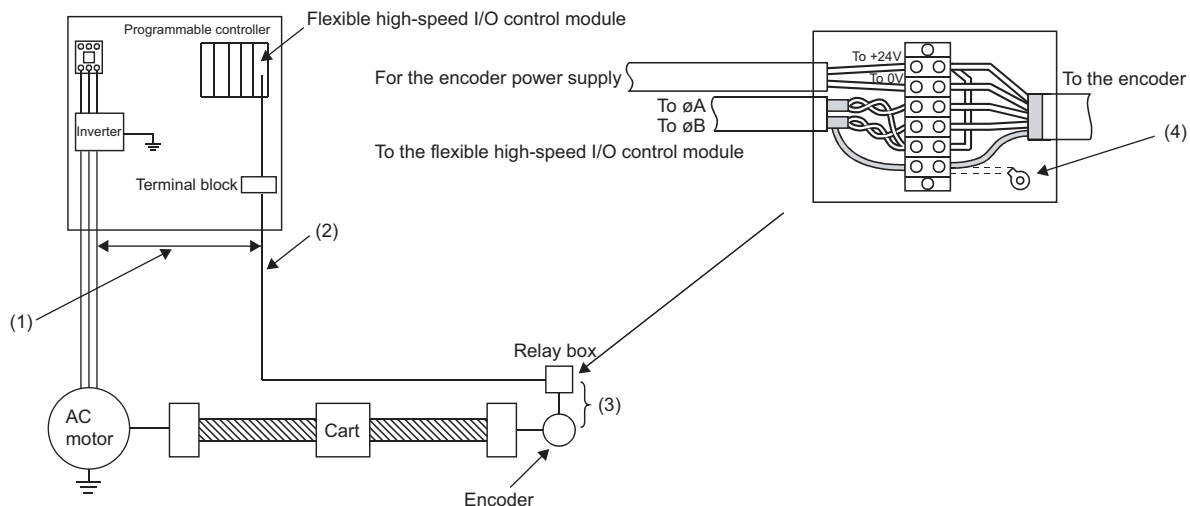 Flexible high-speed I/O control module
Programmable controller
Inverter
Terminal block
(1)
(2)
AC
motor
Cart
Relay box
(3)
Encoder
For the encoder power supply
To +24V
To 0V
To the encoder
To øA
To øB
To the flexible high-speed I/O control module
(4)